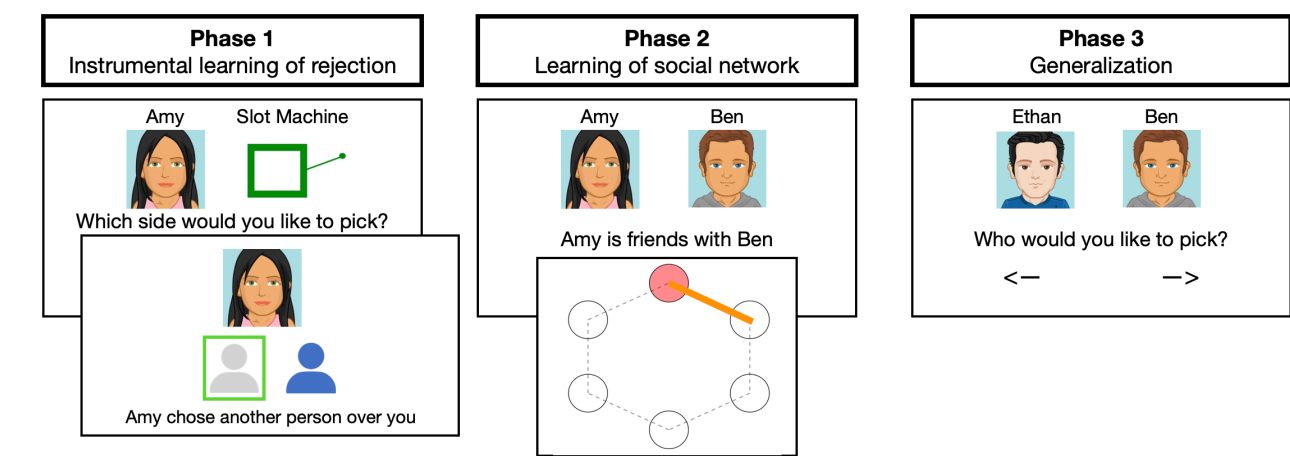 Phase 1
Instrumental learning of rejection
Amy
Slot Machine
Which side would you like to pick?
Amy chose another person over you
Phase 2
Learning of social network
Amy
Ben
Amy is friends with Ben
Phase 3
Generalization
Ethan
Ben
Who would you like to pick?
<— —>